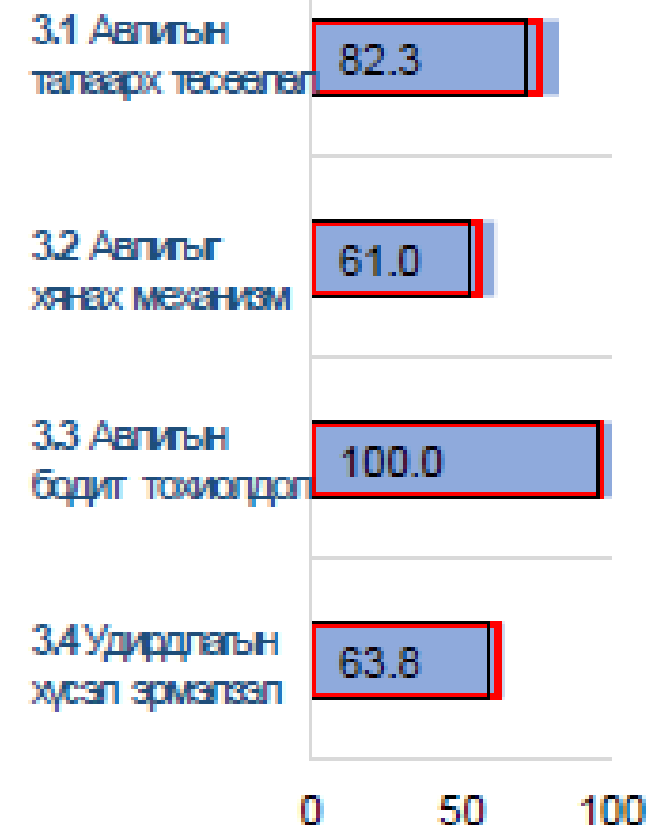 3.1 Авлигын
талаарх төсөөлөл
82.3
3.2 Авлигыг
хянах механизм
61.0
3.3 Авлигын
бодит тохиолдол
100.0
3.4 Удирдлагын
хүсэл эрмэлзэл
63.8
0 50 100